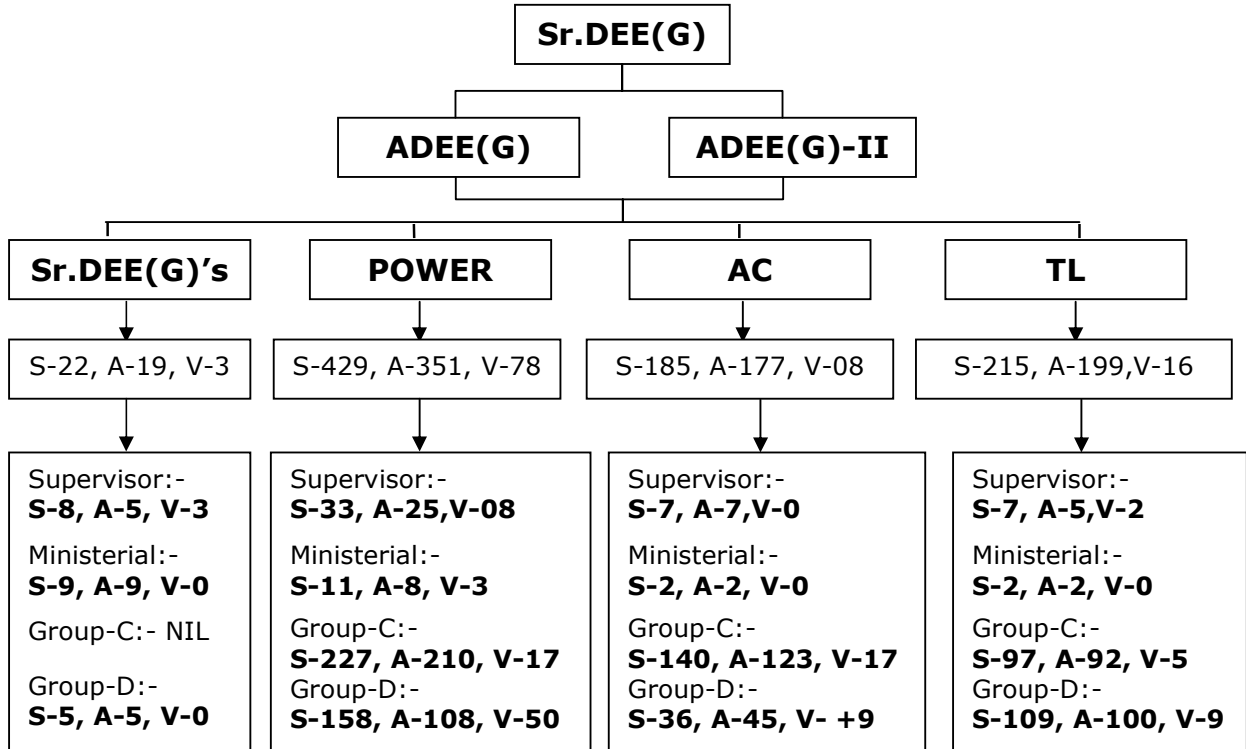 Sr.DEE(G)
ADEE(G)
ADEE(G)-II
Sr.DEE(G)'s
POWER
AC
TL
S-22, A-19, V-3
S-429, A-351, V-78
S-185, A-177, V-08
S-215, A-199,V-16
Supervisor:-
S-8, A-5, V-3
Ministerial:-
S-9, A-9, V-0
Group-C:- NIL
Group-D:-
S-5, A-5, V-0
Supervisor:-
S-33, A-25,V-08
Ministerial:-
S-11, A-8, V-3
Group-C:-
S-227, A-210, V-17
Group-D:-
S-158, A-108, V-50
Supervisor:-
S-7, A-7,V-0
Ministerial:-
S-2, A-2, V-0
Group-C:-
S-140, A-123, V-17
Group-D:-
S-36, A-45, V- +9
Supervisor:-
S-7, A-5,V-2
Ministerial:-
S-2, A-2, V-0
Group-C:-
S-97, A-92, V-5
Group-D:-
S-109, A-100, V-9